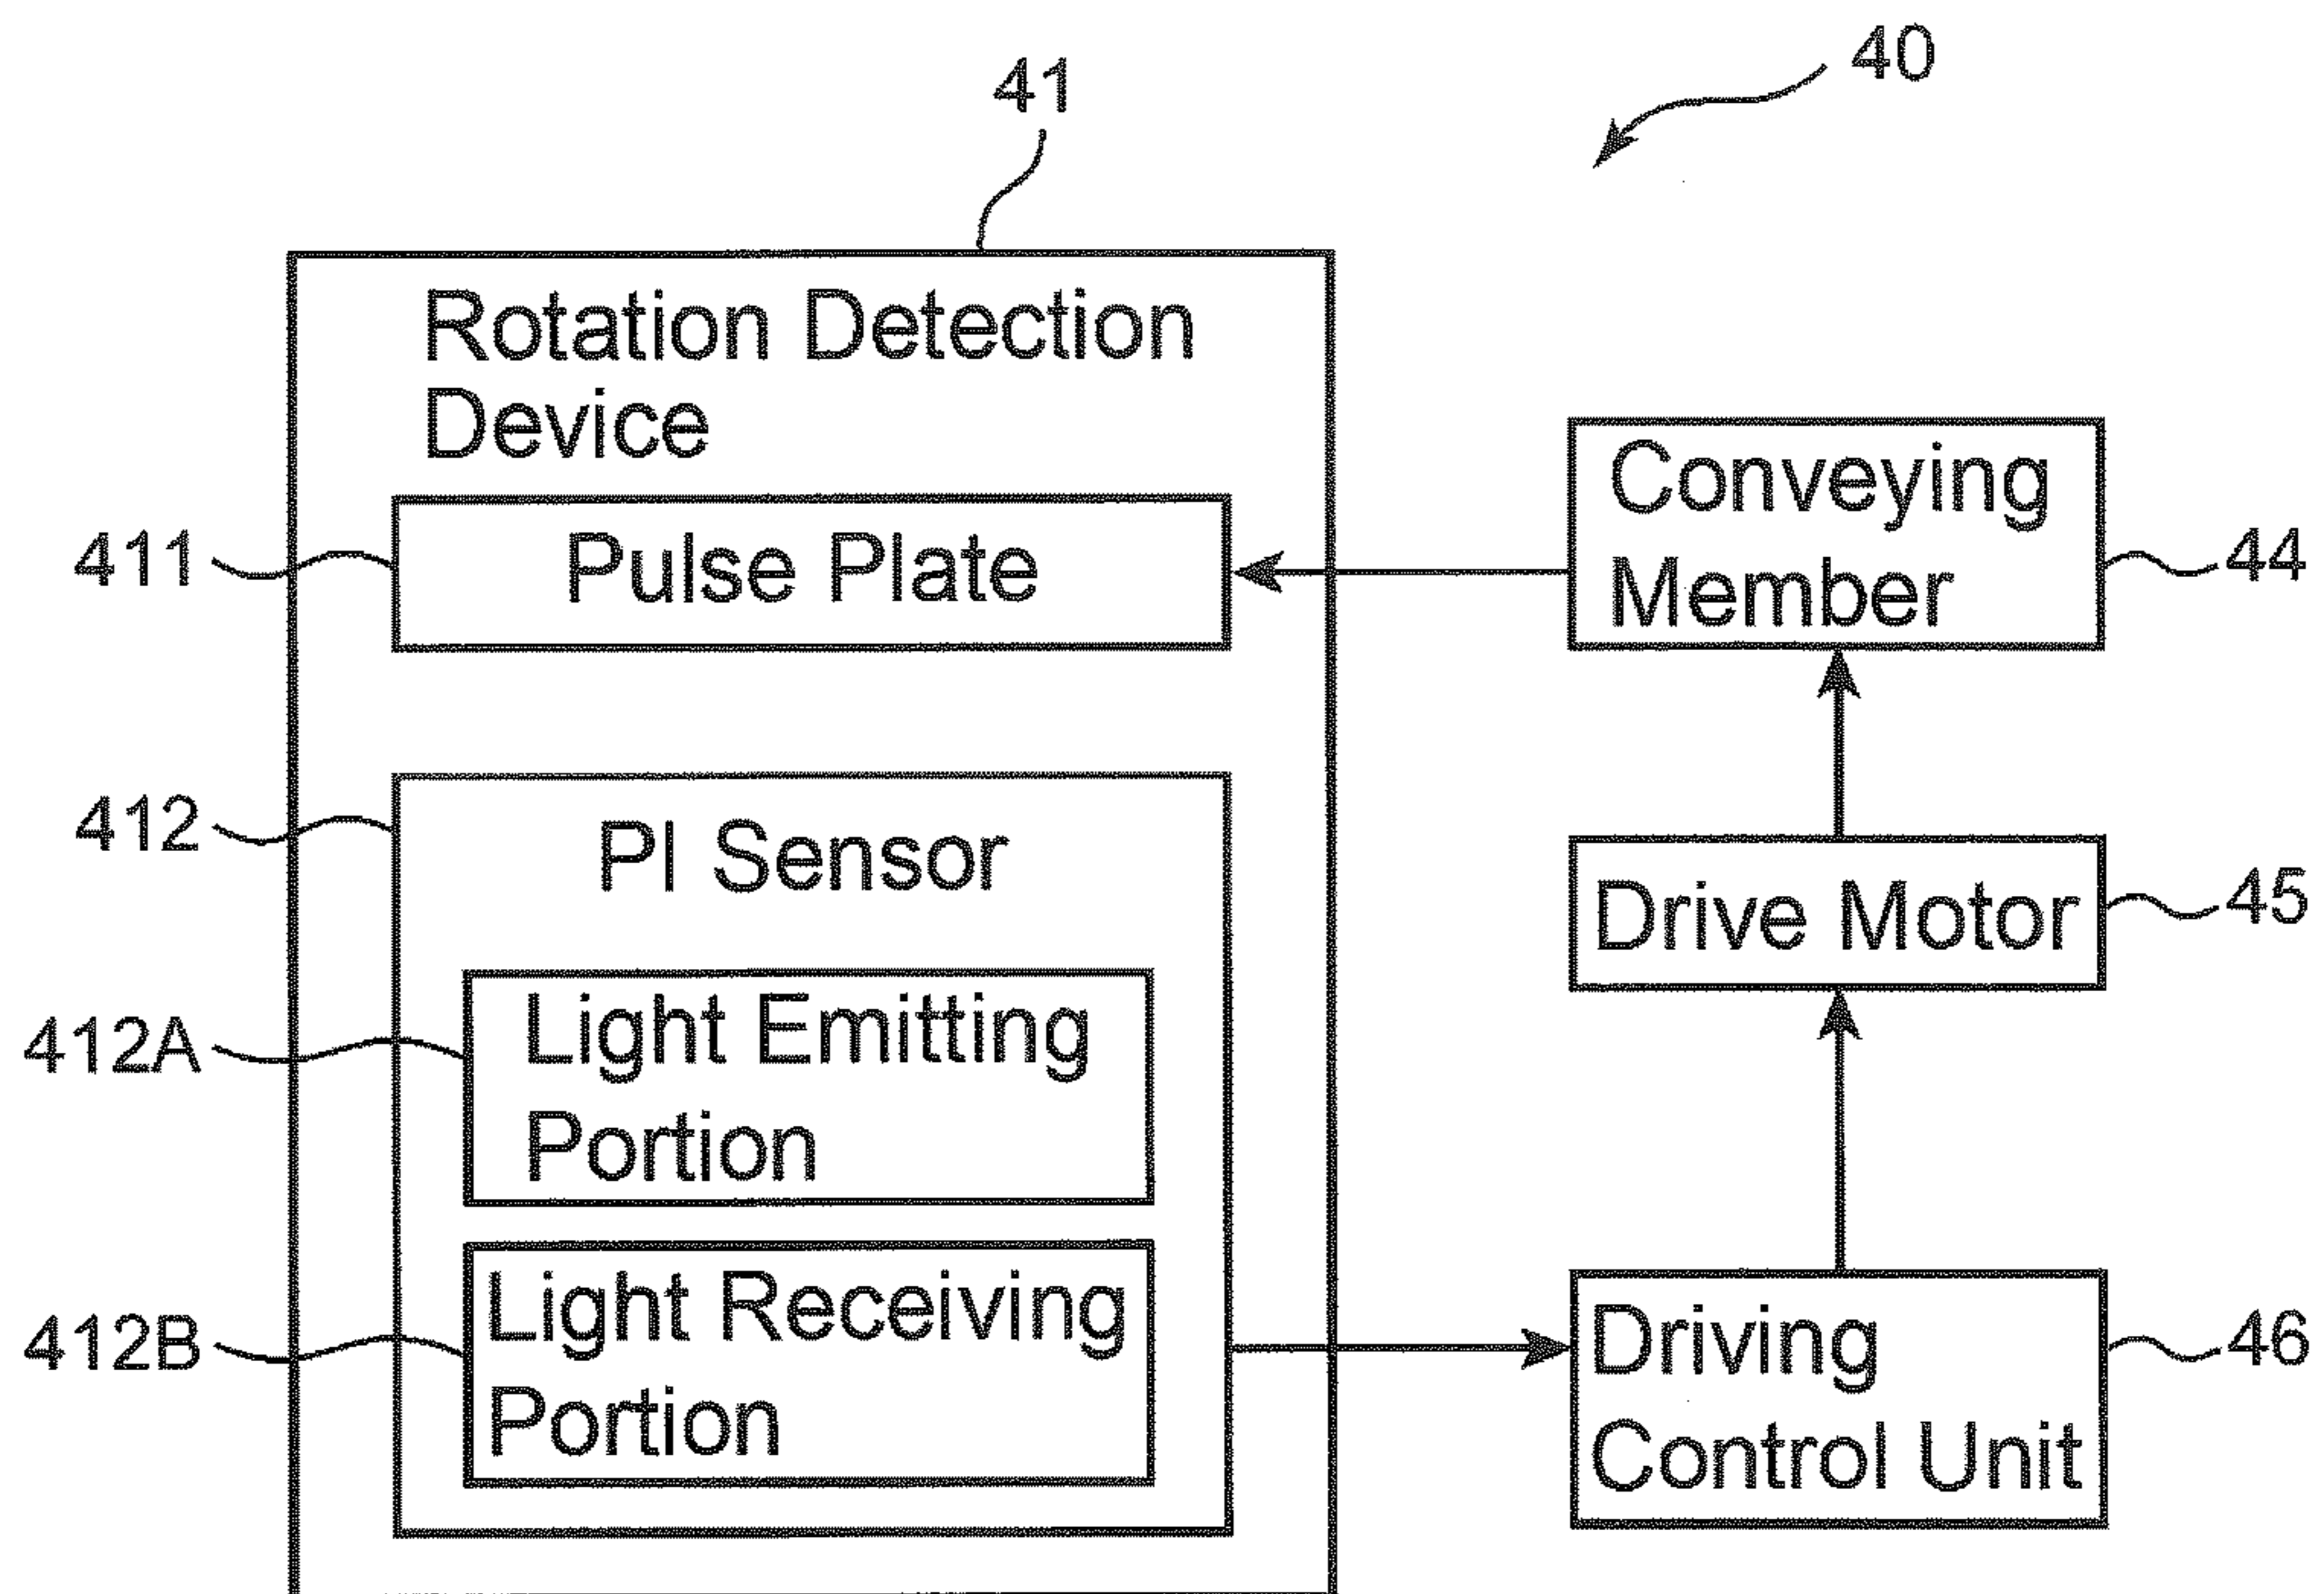 40
41
Rotation Detection
Device
411
Pulse Plate
Conveying
Member
44
412
PI Sensor
Drive Motor
45
412A
Light Emitting
Portion
412B
Light Receiving
Portion
Driving
Control Unit
46